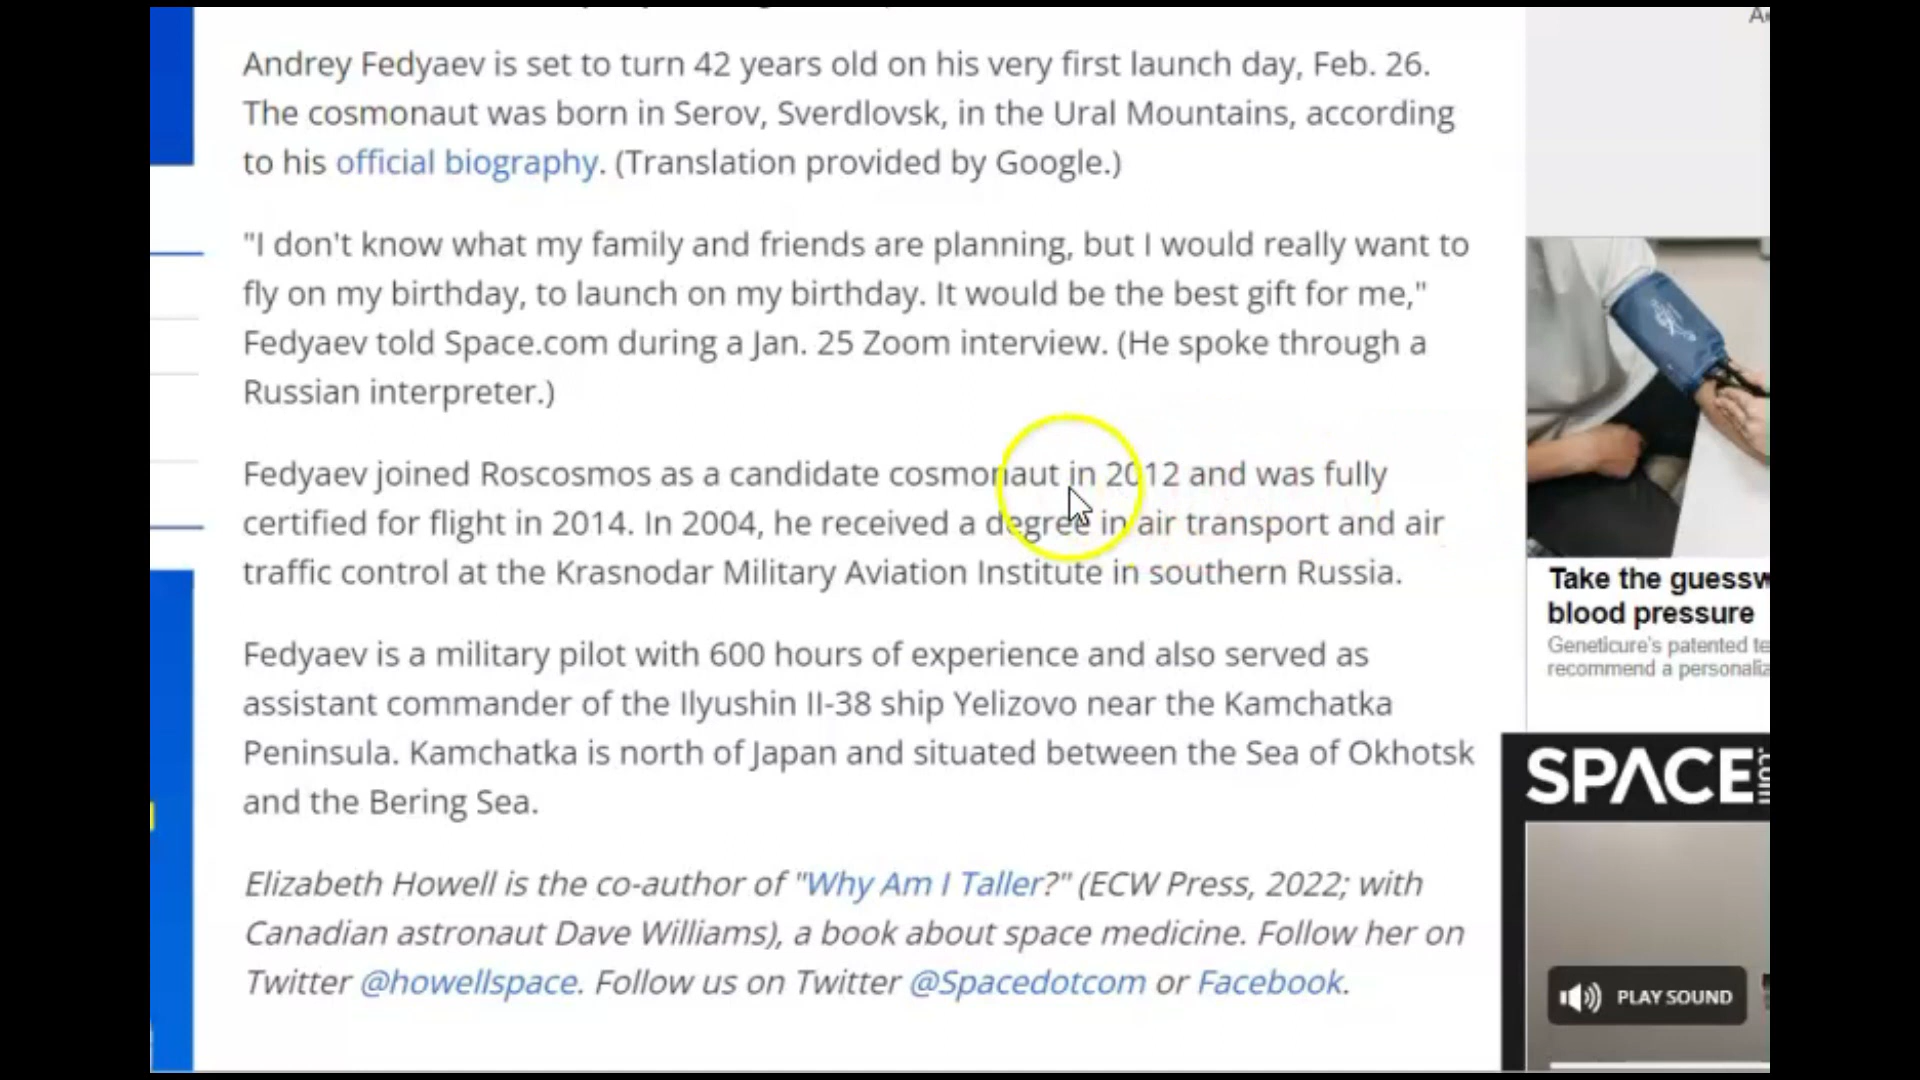 Andrey Fedyaev is set to turn 42 years old on his very first launch day, Feb. 26.
The cosmonaut was born in Serov, Sverdlovsk, in the Ural Mountains, according
to his official biography. (Translation provided by Google.)
"I don't know what my family and friends are planning, but I would really want to
fly on my birthday, to launch on my birthday. It would be the best gift for me,"
Fedyaev told Space.com during a Jan. 25 Zoom interview. (He spoke through a
Russian interpreter.)
Fedyaev joined Roscosmos as a candidate cosmonaut in 2012 and was fully
certified for flight in 2014. In 2004, he received a degree in air transport and air
traffic control at the Krasnodar Military Aviation Institute in southern Russia.
Fedyaev is a military pilot with 600 hours of experience and also served as
assistant commander of the Ilyushin II-38 ship Yelizovo near the Kamchatka
Peninsula. Kamchatka is north of Japan and situated between the Sea of Okhotsk
and the Bering Sea.
Elizabeth Howell is the co-author of "Why Am I Taller?" (ECW Press, 2022; with
Canadian astronaut Dave Williams), a book about space medicine. Follow her on
Twitter @howellspace. Follow us on Twitter @Spacedotcom or Facebook.
Take the
blood pressure
Geneticure's patented
recommend a
SPACE.com
PLAY SOUND